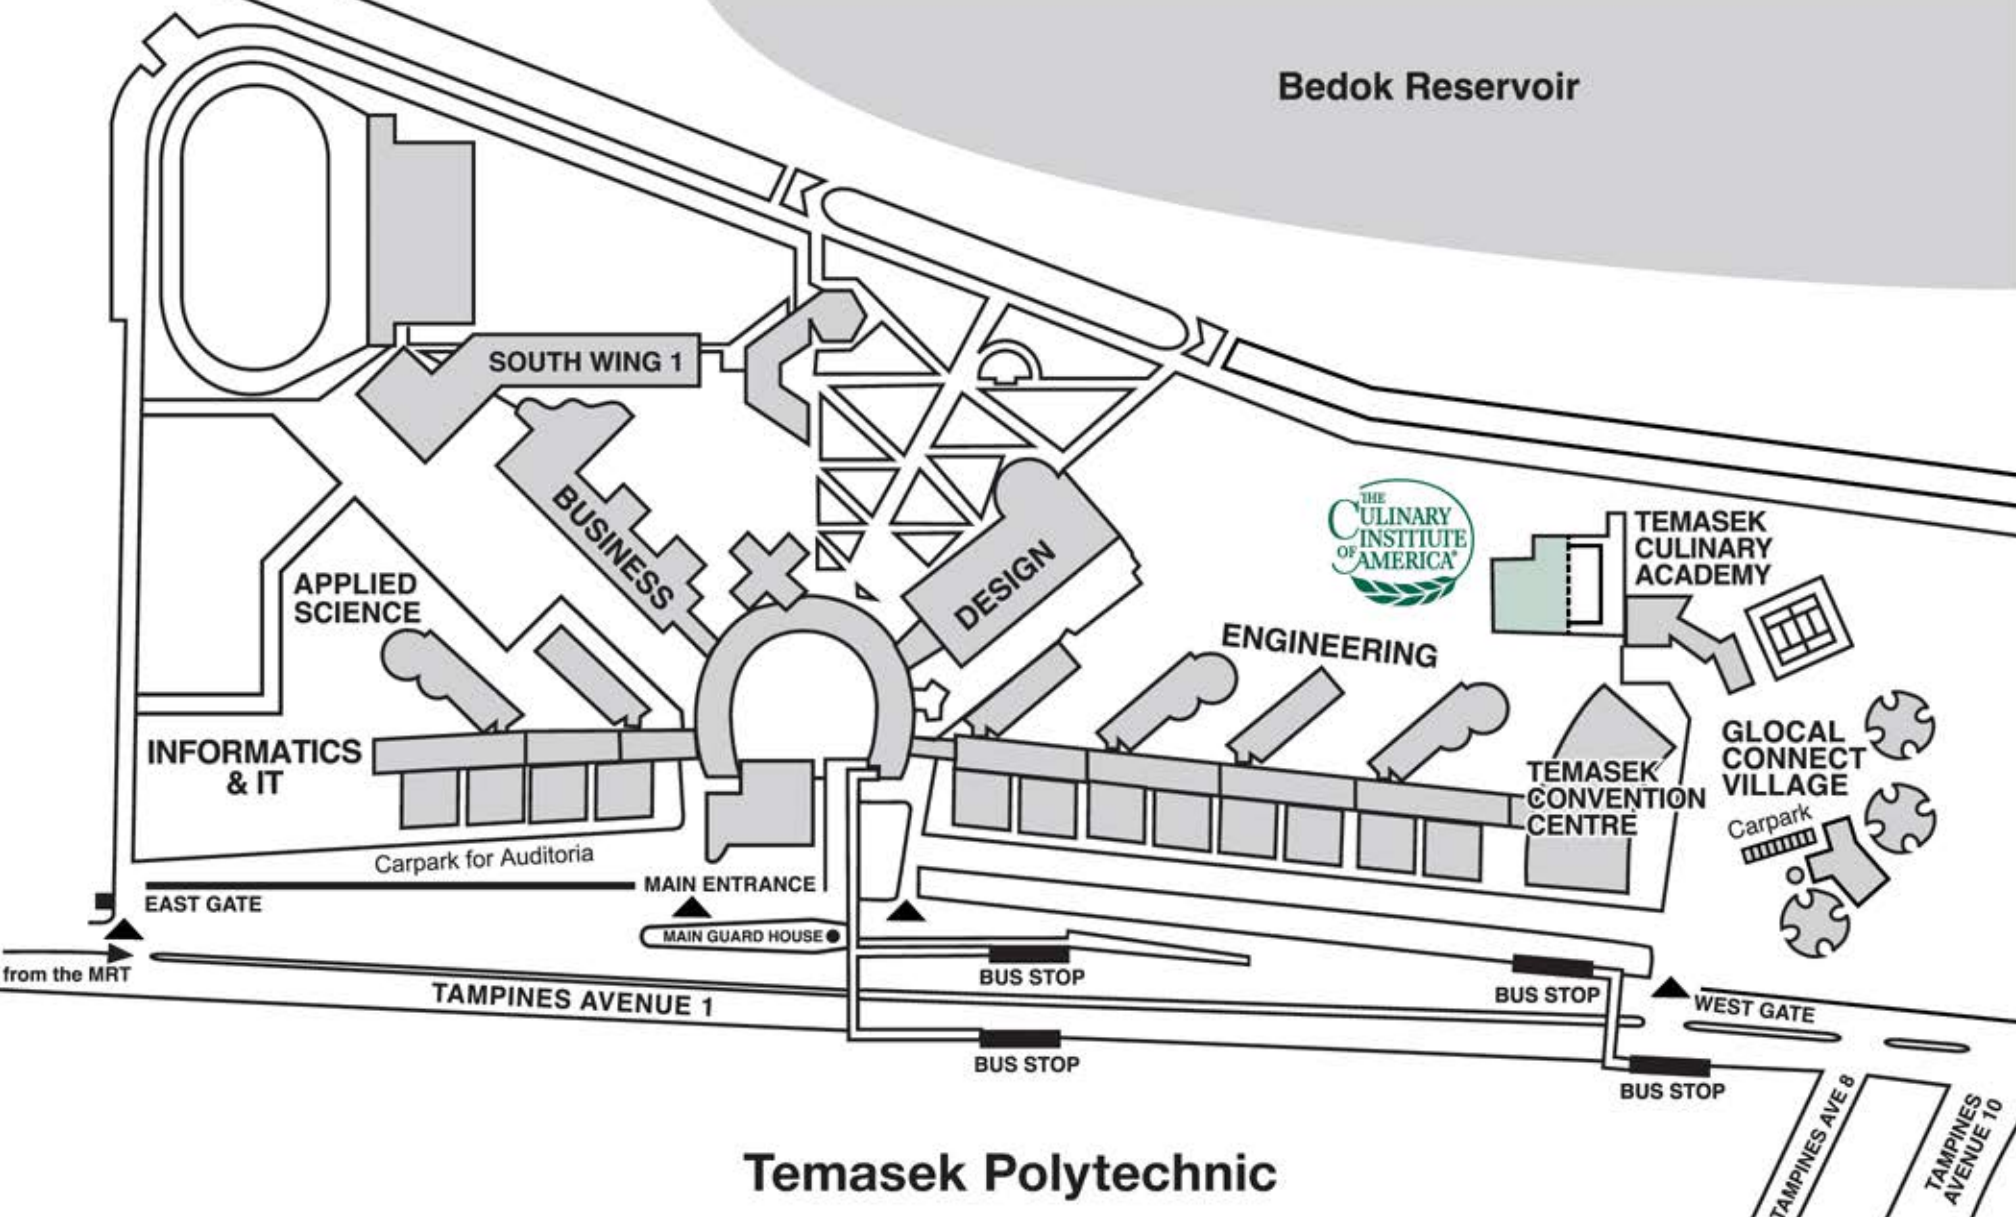 Bedok Reservoir
SOUTH WING 1
BUSINESS
DESIGN
THE
CULINARY
INSTITUTE
OF AMERICA®
TEMASEK
CULINARY
ACADEMY
APPLIED
SCIENCE
ENGINEERING
INFORMATICS
& IT
GLOCAL
CONNECT
VILLAGE
TEMASEK
CONVENTION
CENTRE
Carpark
Carpark for Auditoria
MAIN ENTRANCE
EAST GATE
MAIN GUARD HOUSE
from the MRT
BUS STOP
BUS STOP
WEST GATE
TAMPINES AVENUE 1
BUS STOP
BUS STOP
TAMPINES AVE 8
TAMPINES
AVENUE 10
Temasek Polytechnic